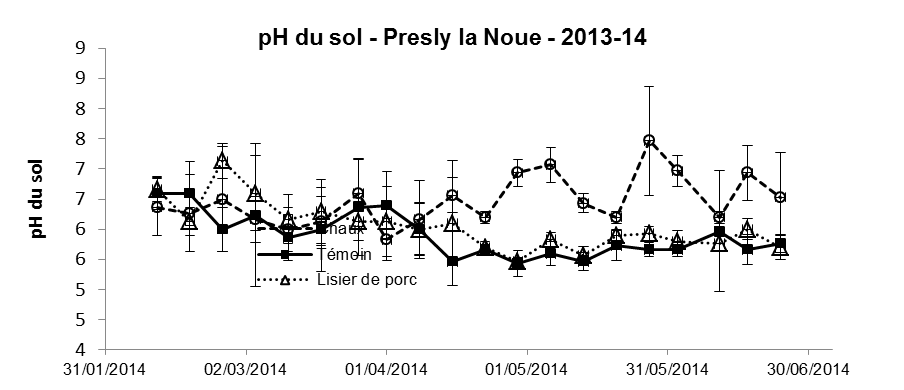 pH du sol - Presly la Noue - 2013-14
9
9
8
8
7
7
6
6
5
5
4
pH du sol
Chaux
Témoin
Lisier de porc
31/01/2014 02/03/2014 01/04/2014 01/05/2014 31/05/2014 30/06/2014